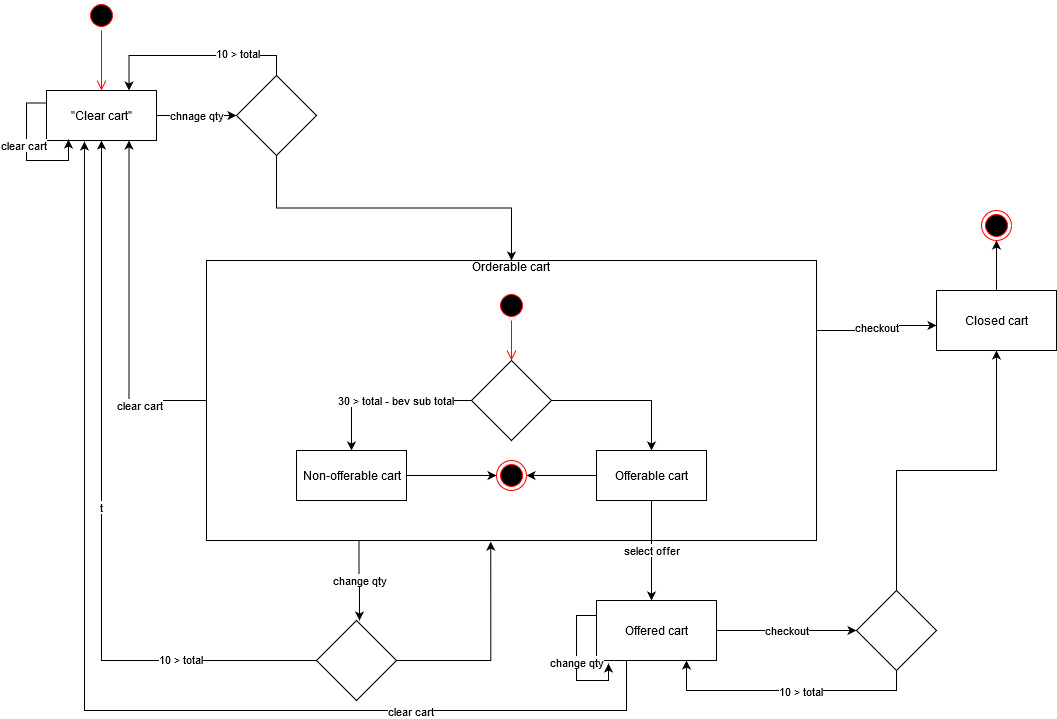 10 > total
"Clear cart"
chnage qty
clear cart
Orderable cart
Closed cart
checkout
30 > total - bev sub total
clear cart
Non-offerable cart
Offerable cart
t
select offer
change qty
Offered cart
checkout
10 > total
change qty
10 > total
clear cart